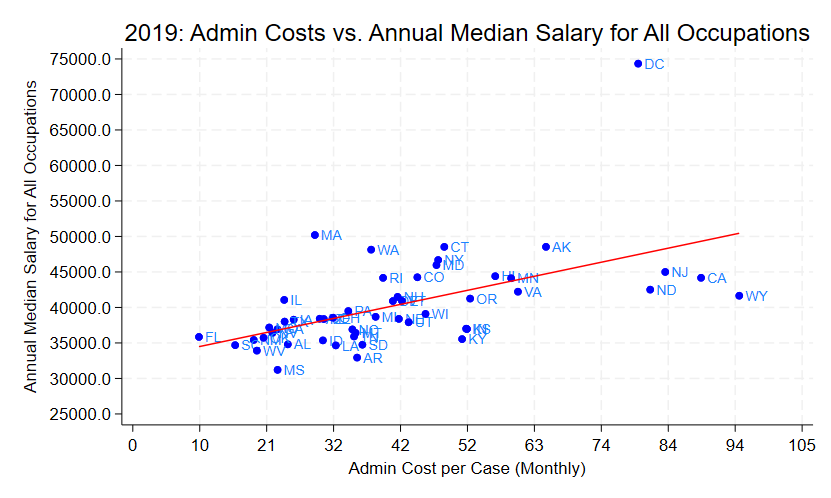 2019: Admin Costs vs. Annual Median Salary for All Occupations
Annual Median Salary for All Occupations
75000.0
70000.0
65000.0
60000.0
55000.0
50000.0
45000.0
40000.0
35000.0
30000.0
25000.0
DC
MA
WA
CT
NY
MD
AK
RI
CO
HI
MN
NJ
CA
VA
ND
WY
IL
NH
OR
PA
MI
WI
UT
KY
FL
WV
AL
ID
LA
SD
AR
MS
0
10
21
32
42
52
63
74
84
94
105
Admin Cost per Case (Monthly)